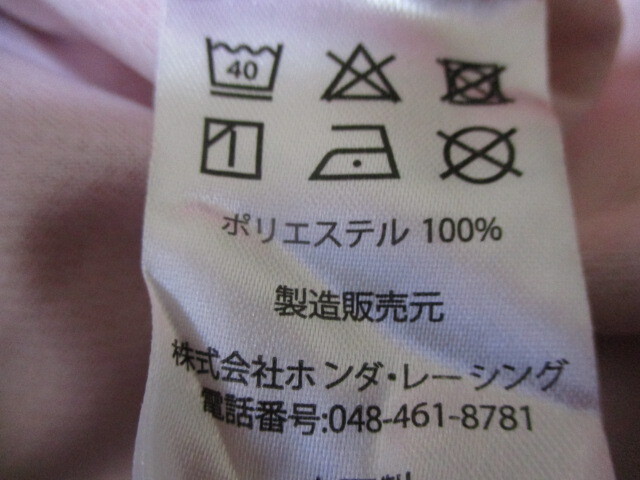 40
ポリエステル 100%
製造販売元
株式会社ホンダ・レーシング
電話番号:048-461-8781